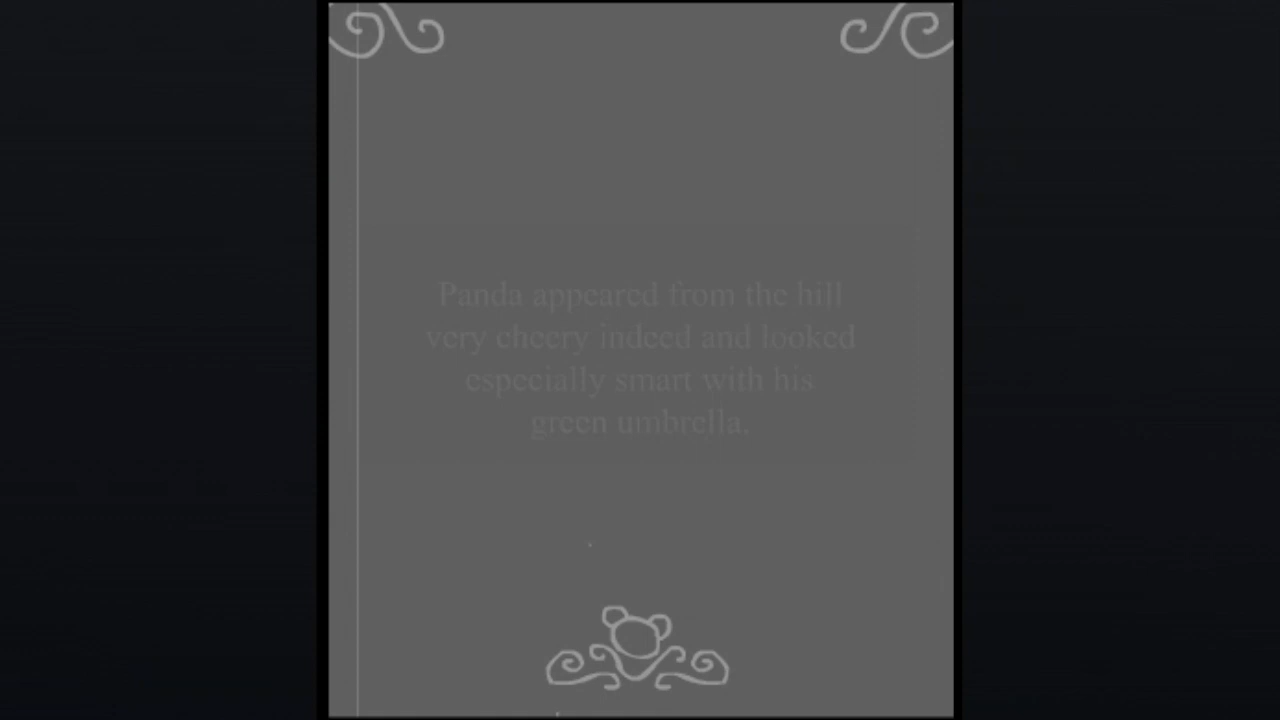 Panda appeared from the hill
very cheery indeed and looked
especially smart with his
green umbrella.